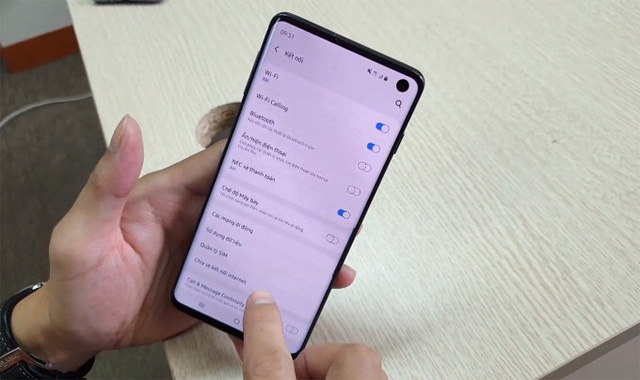 09:51
Kết nối
Wi-Fi
Wi-Fi Calling
Bluetooth
Ẩn/hiện điện thoại
NFC và thanh toán
Chế độ Máy bay
Các mạng di động
Sử dụng dữ liệu
Quản lý SIM
Chia sẻ kết nối internet
Call & Message Continuity